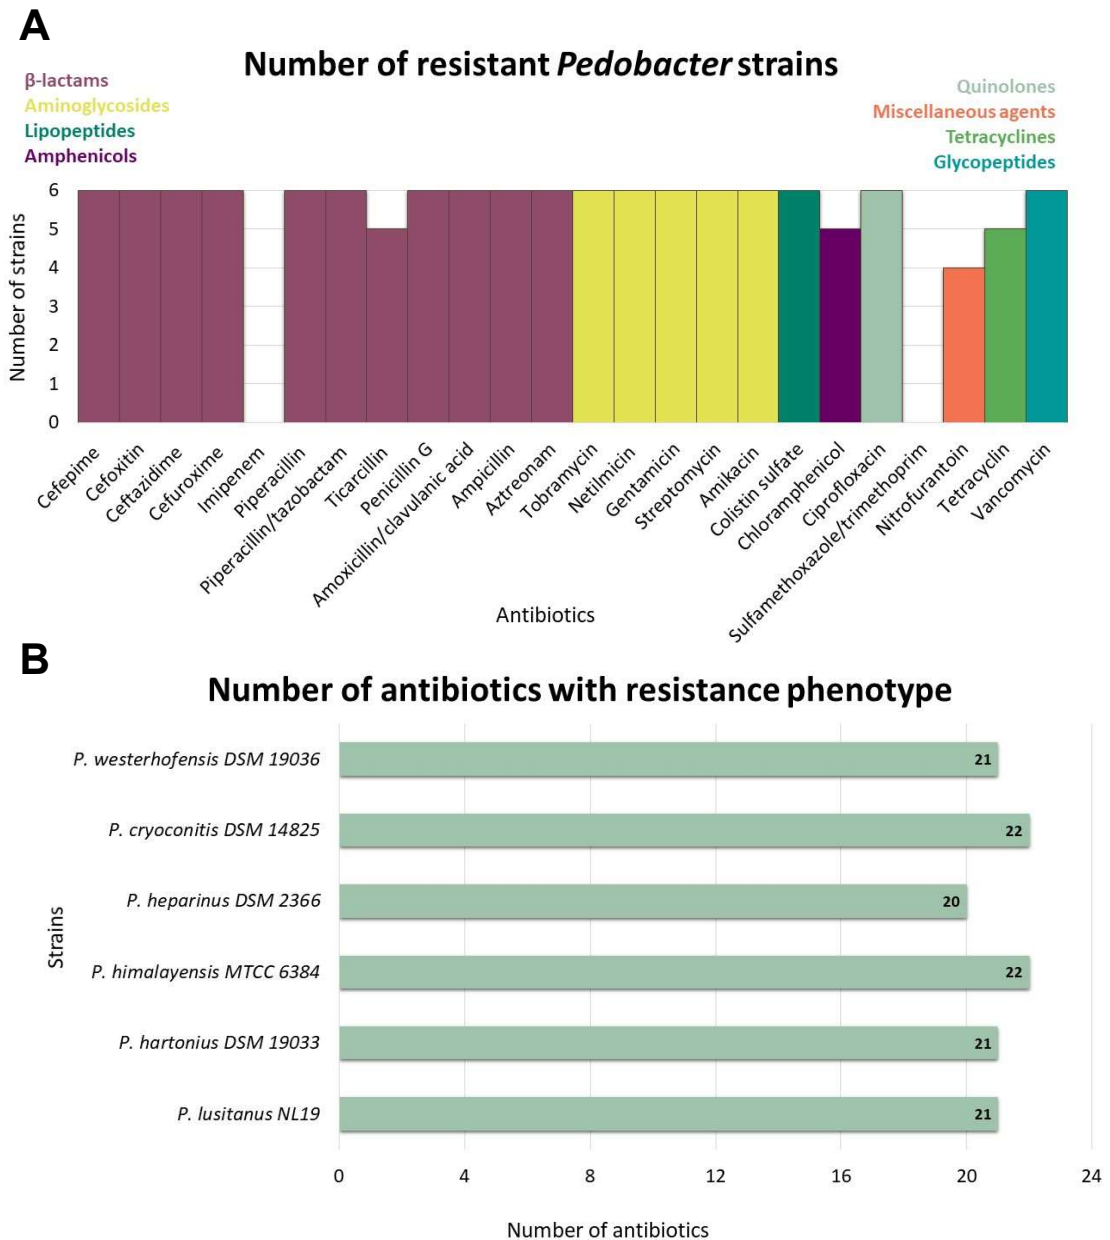 A
Number of resistant Pedobacter strains
β-lactams
Aminoglycosides
Lipopeptides
Amphenicols
Quinolones
Miscellaneous agents
Tetracyclines
Glycopeptides
Number of strains
6
5
4
3
2
1
0
Cefepime
Cefoxitin
Ceftazidime
Cefuroxime
Imipenem
Piperacillin
Piperacillin/tazobactam
Ticarcillin
Penicillin G
Amoxicillin/clavulanic acid
Ampicillin
Aztreonam
Tobramycin
Netilmicin
Gentamicin
Streptomycin
Amikacin
Colistin sulfate
Chloramphenicol
Ciprofloxacin
Sulfamethoxazole/trimethoprim
Nitrofurantoin
Tetracyclin
Vancomycin
Antibiotics
B
Number of antibiotics with resistance phenotype
Strains
P. westerhofensis DSM 19036 21
P. cryoconitis DSM 14825 22
P. heparinus DSM 2366 20
P. himalayensis MTCC 6384 22
P. hartonius DSM 19033 21
P. lusitanus NL19 21
0 4 8 12 16 20 24
Number of antibiotics